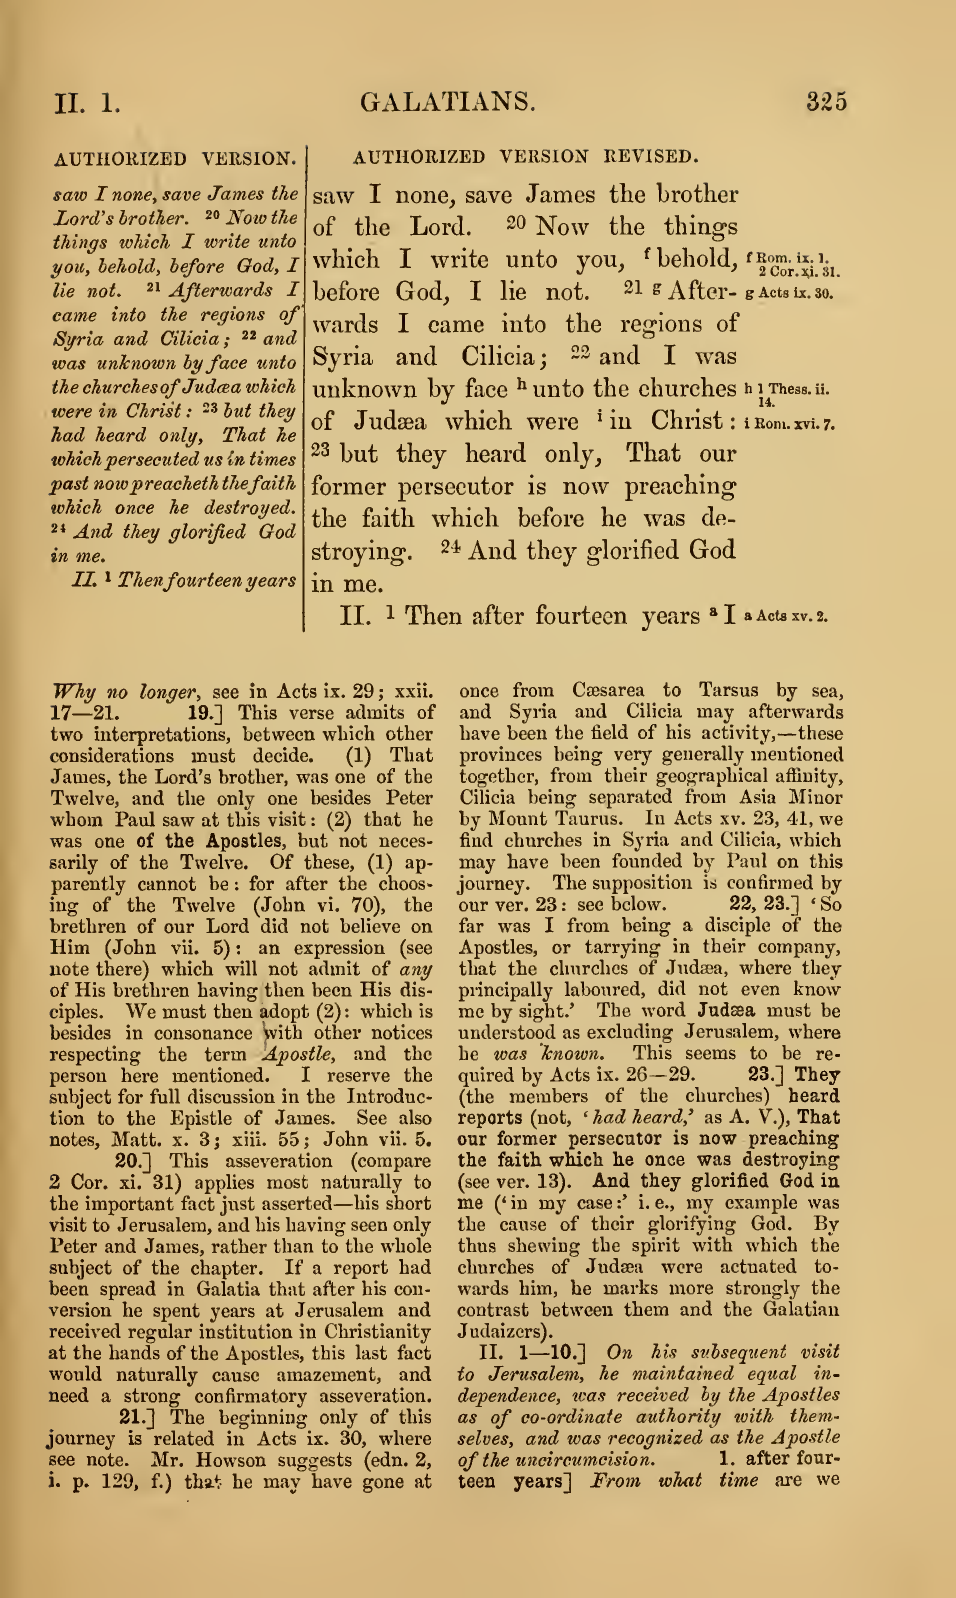 II. 1.
GALATIANS.
325
AUTHORIZED VERSION.
saw I none, save James the
Lord's brother. 20 Now the
things which I write unto
you, behold, before God, I
lie not. 21 Afterwards I
came into the regions of
Syria and Cilicia; 22 and
was unknown by face unto
the churches of Judæa which
were in Christ: 23 but they
had heard only, That he
which persecuted us in times
past now preacheth the faith
which once he destroyed.
24 And they glorified God
in me.
II. 1 Then fourteen years
AUTHORIZED VERSION REVISED.
saw I none, save James the brother
of the Lord. 20 Now the things
which I write unto you, f behold,
before God, I lie not. 21 g After-
wards I came into the regions of
Syria and Cilicia; 22 and I was
unknown by face h unto the churches
of Judæa which were i in Christ:
23 but they heard only, That our
former persecutor is now preaching
the faith which before he was de-
stroying. 24 And they glorified God
in me.
II. 1 Then after fourteen years a I
f Rom. ix. 1.
2 Cor. xi. 31.
g Acts ix. 30.
h 1 Thess. ii.
14.
i Rom. xvi. 7.
a Acts xv. 2.
Why no longer, see in Acts ix. 29; xxii.
17—21. 19.] This verse admits of
two interpretations, between which other
considerations must decide. (1) That
James, the Lord's brother, was one of the
Twelve, and the only one besides Peter
whom Paul saw at this visit: (2) that he
was one of the Apostles, but not neces-
sarily of the Twelve. Of these, (1) ap-
parently cannot be: for after the choos-
ing of the Twelve (John vi. 70), the
brethren of our Lord did not believe on
Him (John vii. 5): an expression (see
note there) which will not admit of any
of His brethren having then been His dis-
ciples. We must then adopt (2): which is
besides in consonance with other notices
respecting the term Apostle, and the
person here mentioned. I reserve the
subject for full discussion in the Introduc-
tion to the Epistle of James. See also
notes, Matt. x. 3; xiii. 55; John vii. 5.
20.] This asseveration (compare
2 Cor. xi. 31) applies most naturally to
the important fact just asserted—his short
visit to Jerusalem, and his having seen only
Peter and James, rather than to the whole
subject of the chapter. If a report had
been spread in Galatia that after his con-
version he spent years at Jerusalem and
received regular institution in Christianity
at the hands of the Apostles, this last fact
would naturally cause amazement, and
need a strong confirmatory asseveration.
21.] The beginning only of this
journey is related in Acts ix. 30, where
see note. Mr. Howson suggests (edn. 2,
i. p. 129, f.) that he may have gone at
once from Cæsarea to Tarsus by sea,
and Syria and Cilicia may afterwards
have been the field of his activity,—these
provinces being very generally mentioned
together, from their geographical affinity,
Cilicia being separated from Asia Minor
by Mount Taurus. In Acts xv. 23, 41, we
find churches in Syria and Cilicia, which
may have been founded by Paul on this
journey. The supposition is confirmed by
our ver. 23: see below. 22, 23.] 'So
far was I from being a disciple of the
Apostles, or tarrying in their company,
that the churches of Judæa, where they
principally laboured, did not even know
me by sight.' The word Judæa must be
understood as excluding Jerusalem, where
he was known. This seems to be re-
quired by Acts ix. 26—29. 23.] They
(the members of the churches) heard
reports (not, 'had heard,' as A. V.), That
our former persecutor is now preaching
the faith which he once was destroying
(see ver. 13). And they glorified God in
me ('in my case:' i. e., my example was
the cause of their glorifying God. By
thus shewing the spirit with which the
churches of Judæa were actuated to-
wards him, he marks more strongly the
contrast between them and the Galatian
Judaizers).
II. 1—10.] On his subsequent visit
to Jerusalem, he maintained equal in-
dependence, was received by the Apostles
as of co-ordinate authority with them-
selves, and was recognized as the Apostle
of the uncircumcision. 1. after four-
teen years] From what time are we